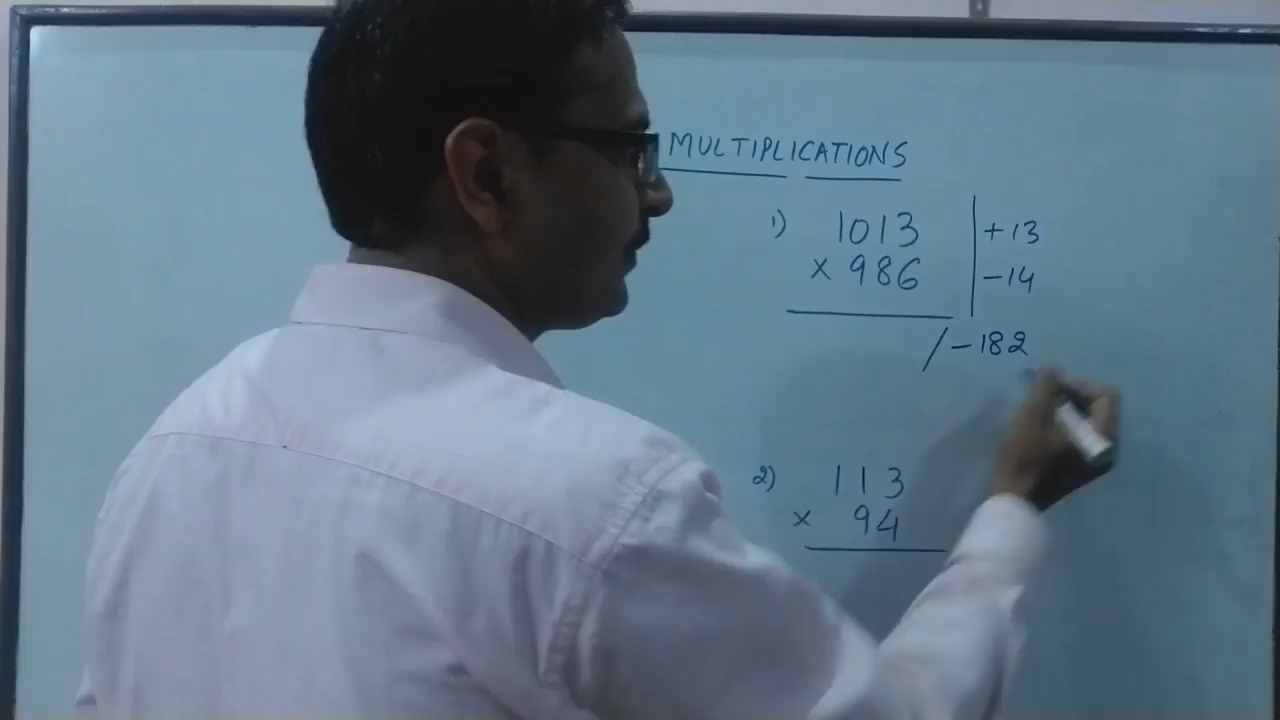 MULTIPLICATIONS
1) 1013 | +13
× 986 | -14
/ -182
2) 113
× 94